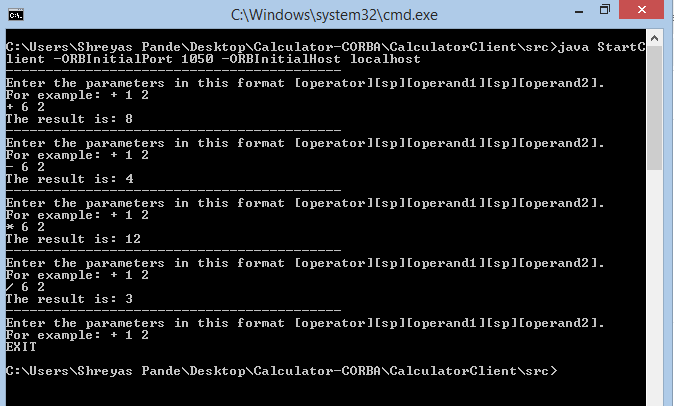 C:\Windows\system32\cmd.exe
C:\Users\Shreyas Pande\Desktop\Calculator-CORBA\CalculatorClient\src>java StartC
lient -ORBInitialPort 1050 -ORBInitialHost localhost
------------------------------------------
Enter the parameters in this format [operator][sp][operand1][sp][operand2].
For example: + 1 2
+ 6 2
The result is: 8
------------------------------------------
Enter the parameters in this format [operator][sp][operand1][sp][operand2].
For example: + 1 2
- 6 2
The result is: 4
------------------------------------------
Enter the parameters in this format [operator][sp][operand1][sp][operand2].
For example: + 1 2
* 6 2
The result is: 12
------------------------------------------
Enter the parameters in this format [operator][sp][operand1][sp][operand2].
For example: + 1 2
/ 6 2
The result is: 3
------------------------------------------
Enter the parameters in this format [operator][sp][operand1][sp][operand2].
For example: + 1 2
EXIT
C:\Users\Shreyas Pande\Desktop\Calculator-CORBA\CalculatorClient\src>